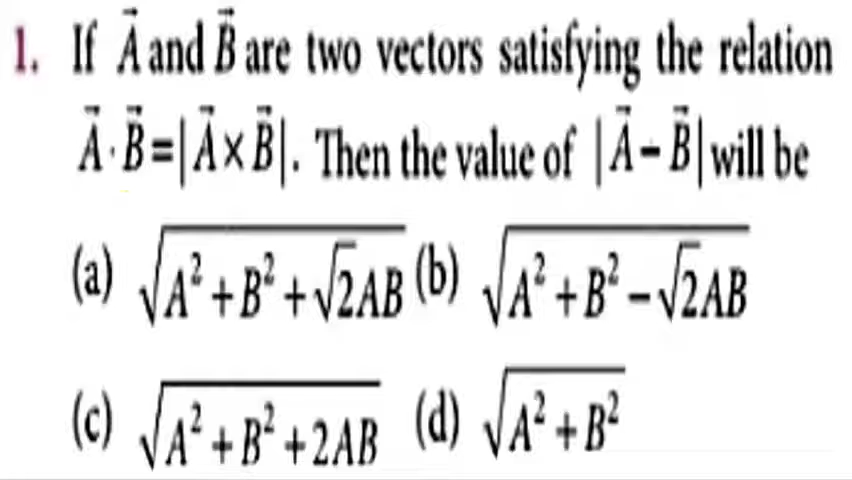 1. If A⃗ and B⃗ are two vectors satisfying the relation
A⃗ · B⃗ = | A⃗ × B⃗ |. Then the value of | A⃗ − B⃗ | will be
(a) √(A² + B² + √2AB) (b) √(A² + B² − √2AB)
(c) √(A² + B² + 2AB) (d) √(A² + B²)